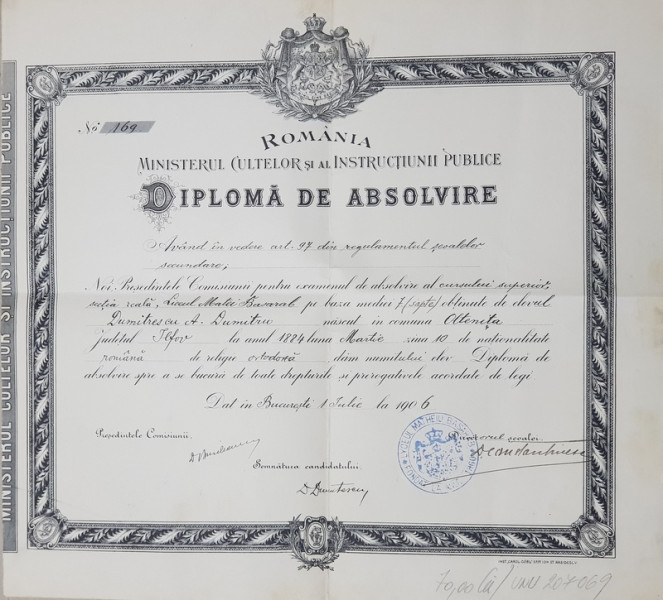 MINISTERUL CULTELOR SI INSTRUCTIUNII PUBLICE
No 169
ROMÂNIA
MINISTERUL CULTELOR ȘI AL INSTRUCȚIUNII PUBLICE
DIPLOMĂ DE ABSOLVIRE
Având în vedere art. 97 din regulamentul școalelor
secundare;
Noi Președintele Comisiunii pentru examenul de absolvire al cursului superior,
secția reală, Liceul Matei Basarab pe baza mediei 7 (șapte) obținute de elevul
Dumitrescu A. Dumitru născut în comuna Oltenița
județul Ilfov la anul 1884 luna Martie ziua 10 de naționalitate
română de religie ortodoxă, dăm numitului elev Diplomă de
absolvire spre a se bucura de toate drepturile și prerogativele acordate de legi.
Dat în București 1 Iulie la 1906
Președintele Comisiunii. Directorul școalei
Semnătura candidatului.
D Dumitrescu